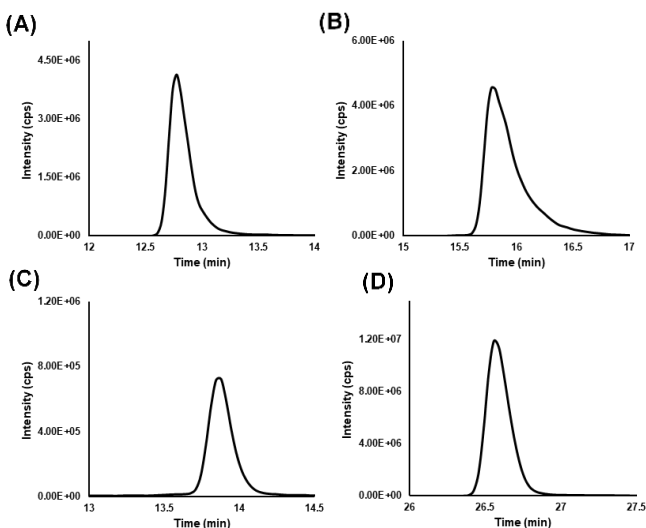 (A)
Intensity (cps)
4.50E+06
3.00E+06
1.50E+06
0.00E+00
12 12.5 13 13.5 14
Time (min)
(B)
Intensity (cps)
6.00E+06
4.00E+06
2.00E+06
0.00E+00
15 15.5 16 16.5 17
Time (min)
(C)
Intensity (cps)
1.20E+06
8.00E+05
4.00E+05
0.00E+00
13 13.5 14 14.5
Time (min)
(D)
Intensity (cps)
1.20E+07
8.00E+06
4.00E+06
0.00E+00
26 26.5 27 27.5
Time (min)